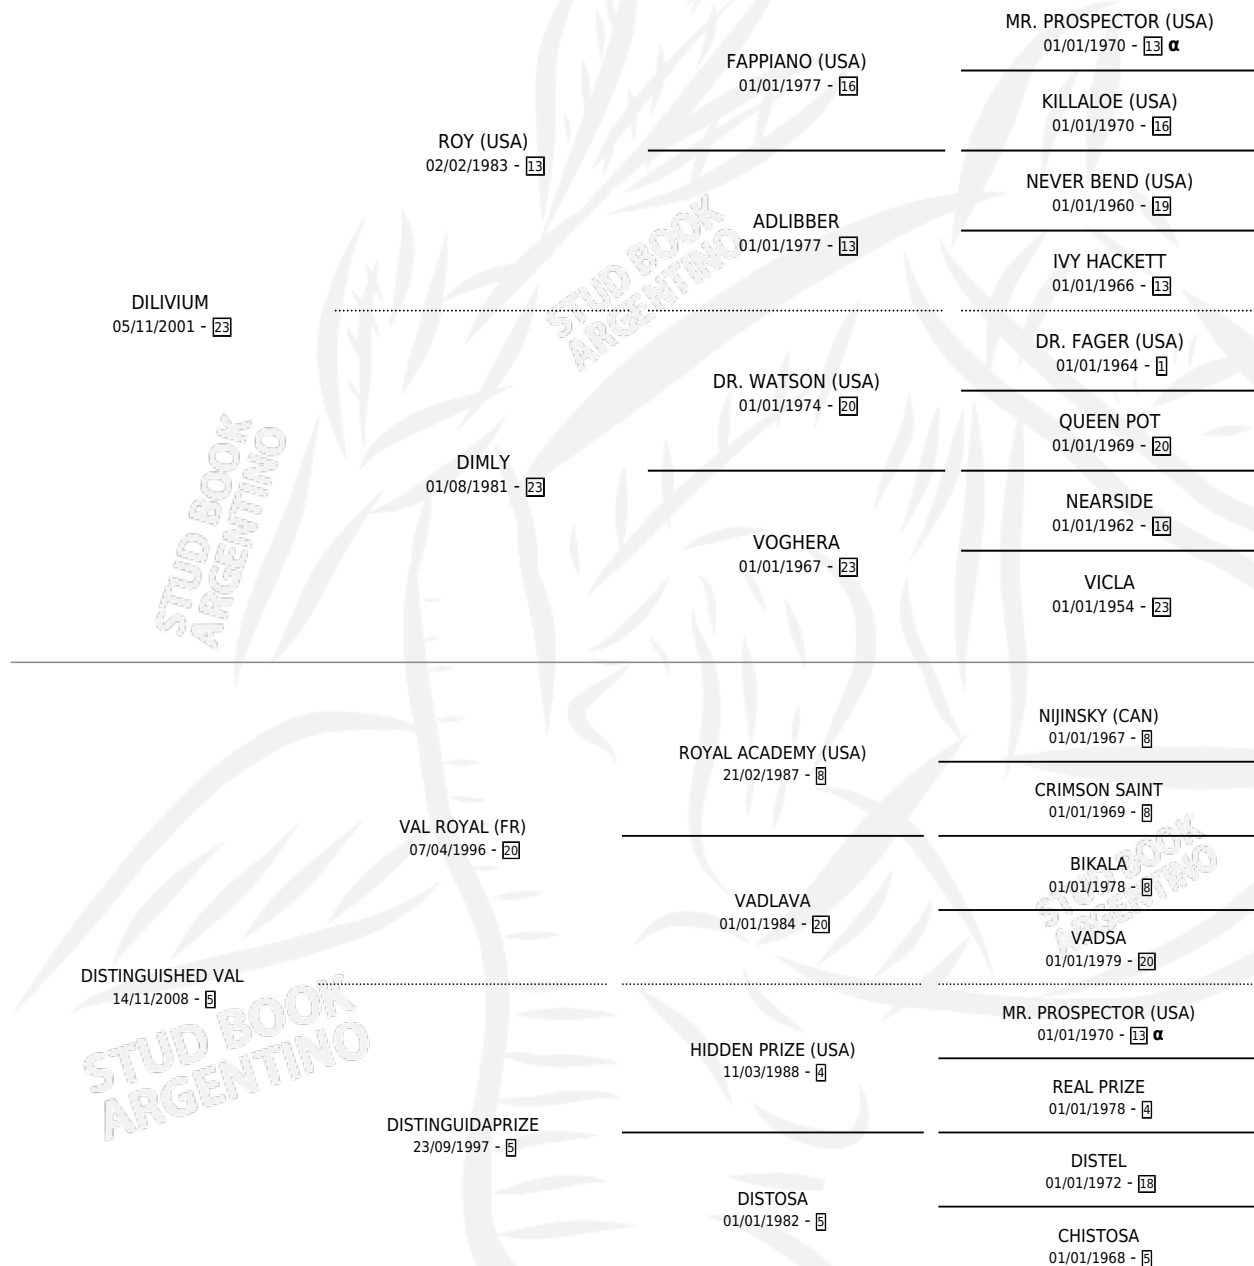 MR. PROSPECTOR (USA)
01/01/1970 - 13 α
FAPPIANO (USA)
01/01/1977 - 16
KILLALOE (USA)
01/01/1970 - 16
ROY (USA)
02/02/1983 - 13
NEVER BEND (USA)
01/01/1960 - 19
ADLIBBER
01/01/1977 - 13
IVY HACKETT
01/01/1966 - 13
DILIVIUM
05/11/2001 - 23
DR. FAGER (USA)
01/01/1964 - 1
DR. WATSON (USA)
01/01/1974 - 20
QUEEN POT
01/01/1969 - 20
DIMLY
01/08/1981 - 23
NEARSIDE
01/01/1962 - 16
VOGHERA
01/01/1967 - 23
VICLA
01/01/1954 - 23
STUD BOOK
ARGENTINO
STUD BOOK
ARGENTINO
NIJINSKY (CAN)
01/01/1967 - 8
ROYAL ACADEMY (USA)
21/02/1987 - 8
CRIMSON SAINT
01/01/1969 - 8
VAL ROYAL (FR)
07/04/1996 - 20
BIKALA
01/01/1978 - 8
VADLAVA
01/01/1984 - 20
VADSA
01/01/1979 - 20
DISTINGUISHED VAL
14/11/2008 - 5
MR. PROSPECTOR (USA)
01/01/1970 - 13 α
HIDDEN PRIZE (USA)
11/03/1988 - 4
REAL PRIZE
01/01/1978 - 4
DISTINGUIDAPRIZE
23/09/1997 - 5
DISTEL
01/01/1972 - 18
DISTOSA
01/01/1982 - 5
CHISTOSA
01/01/1968 - 5
STUD BOOK
ARGENTINO
STUD BOOK
ARGENTINO